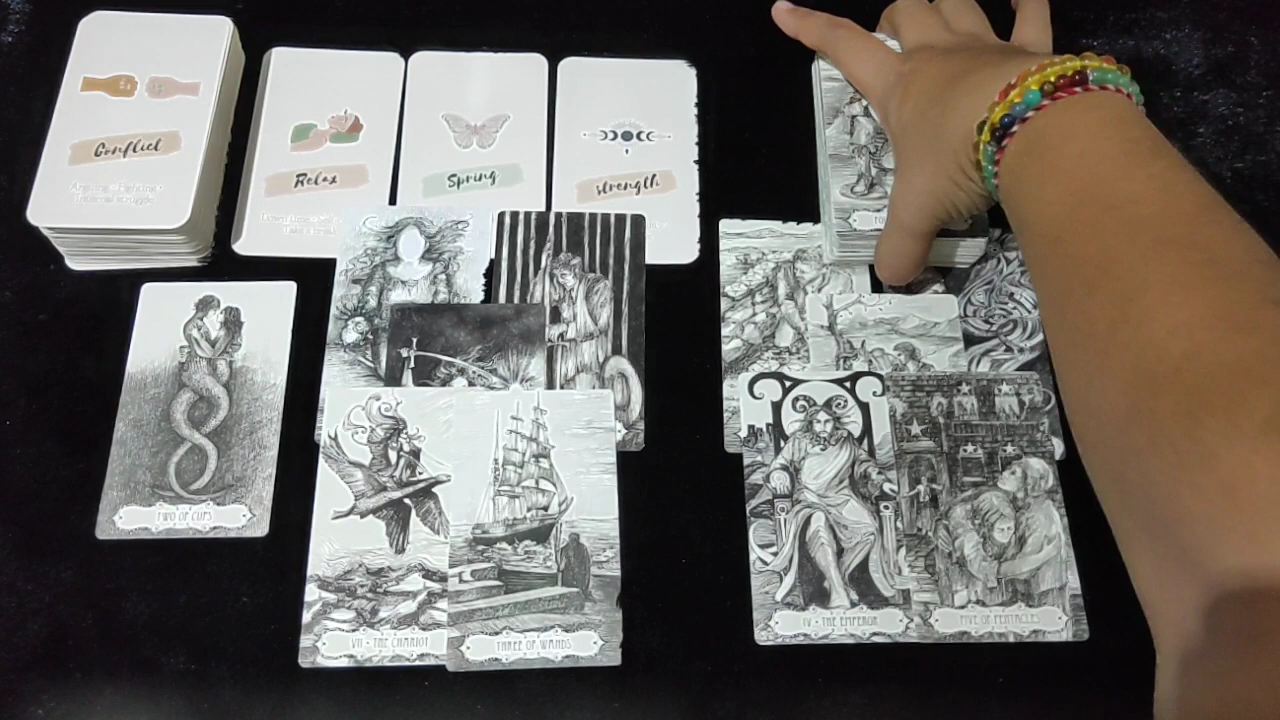 Conflict
Arguing · Fighting ·
Internal struggle
Relax
Spring
strength
TWO OF CUPS
VII · THE CHARIOT
THREE OF WANDS
IV · THE EMPEROR
FIVE OF PENTACLES